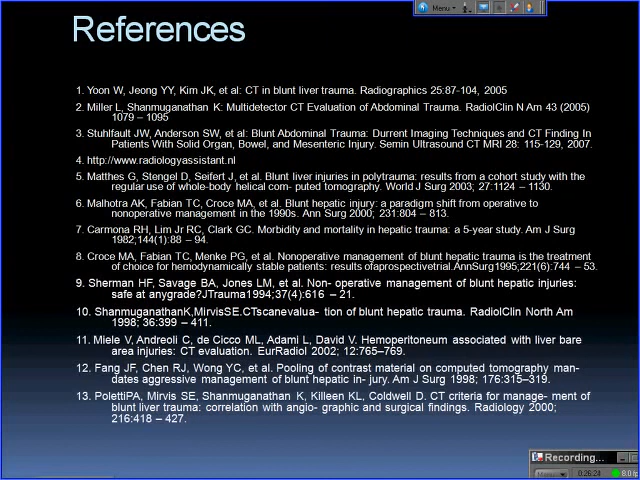 Menu
References
1. Yoon W, Jeong YY, Kim JK, et al: CT in blunt liver trauma. Radiographics 25:87-104, 2005
2. Miller L, Shanmuganathan K: Multidetector CT Evaluation of Abdominal Trauma. RadiolClin N Am 43 (2005)
1079 – 1095
3. Stuhlfault JW, Anderson SW, et al: Blunt Abdominal Trauma: Durrent Imaging Techniques and CT Finding In
Patients With Solid Organ, Bowel, and Mesenteric Injury. Semin Ultrasound CT MRI 28: 115-129, 2007.
4. http://www.radiologyassistant.nl
5. Matthes G, Stengel D, Seifert J, et al. Blunt liver injuries in polytrauma: results from a cohort study with the
regular use of whole-body helical com- puted tomography. World J Surg 2003; 27:1124 – 1130.
6. Malhotra AK, Fabian TC, Croce MA, et al. Blunt hepatic injury: a paradigm shift from operative to
nonoperative management in the 1990s. Ann Surg 2000; 231:804 – 813.
7. Carmona RH, Lim Jr RC, Clark GC. Morbidity and mortality in hepatic trauma: a 5-year study. Am J Surg
1982;144(1):88 – 94.
8. Croce MA, Fabian TC, Menke PG, et al. Nonoperative management of blunt hepatic trauma is the treatment
of choice for hemodynamically stable patients: results ofaprospectivetrial.AnnSurg1995;221(6):744 – 53.
9. Sherman HF, Savage BA, Jones LM, et al. Non- operative management of blunt hepatic injuries:
safe at anygrade?JTrauma1994;37(4):616 – 21.
10. ShanmuganathanK,MirvisSE.CTscanevalua- tion of blunt hepatic trauma. RadiolClin North Am
1998; 36:399 – 411.
11. Miele V, Andreoli C, de Cicco ML, Adami L, David V. Hemoperitoneum associated with liver bare
area injuries: CT evaluation. EurRadiol 2002; 12:765–769.
12. Fang JF, Chen RJ, Wong YC, et al. Pooling of contrast material on computed tomography man-
dates aggressive management of blunt hepatic in- jury. Am J Surg 1998; 176:315–319.
13. PolettiPA, Mirvis SE, Shanmuganathan K, Killeen KL, Coldwell D. CT criteria for manage- ment of
blunt liver trauma: correlation with angio- graphic and surgical findings. Radiology 2000;
216:418 – 427.
Recording...
Menu
0:26:24